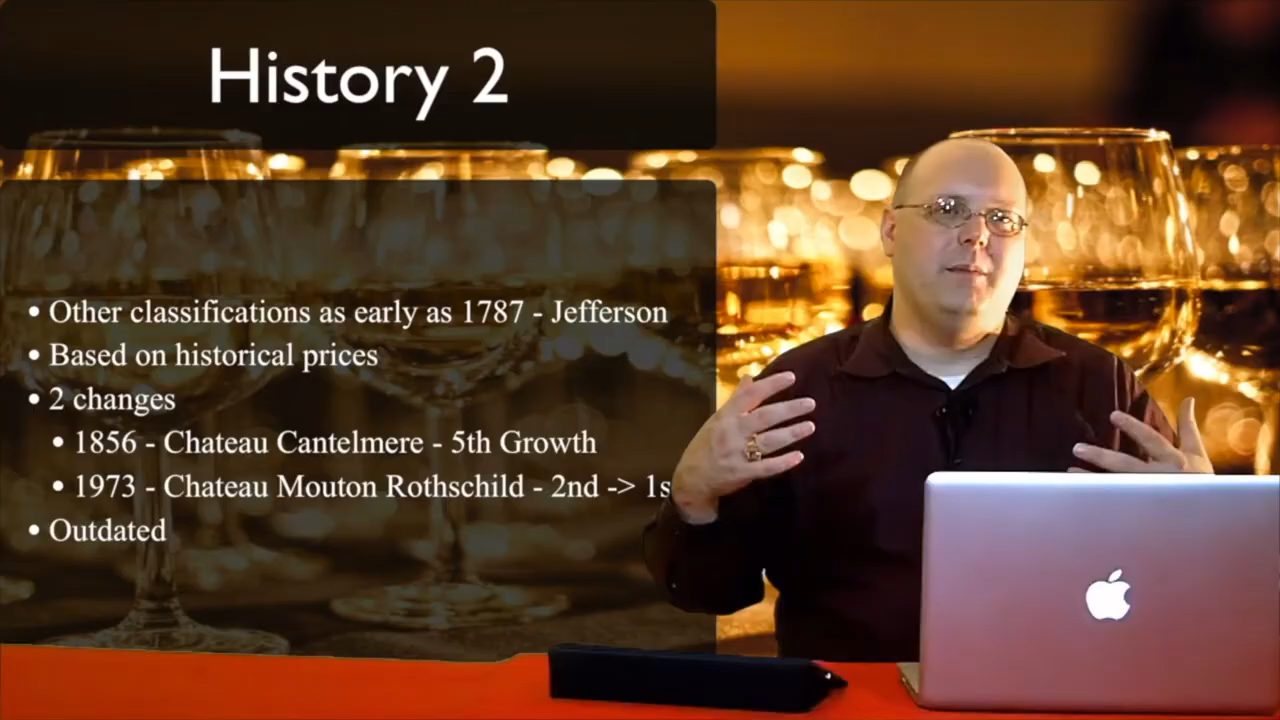 History 2
• Other classifications as early as 1787 - Jefferson
• Based on historical prices
• 2 changes
• 1856 - Chateau Cantelmere - 5th Growth
• 1973 - Chateau Mouton Rothschild - 2nd -> 1s
• Outdated